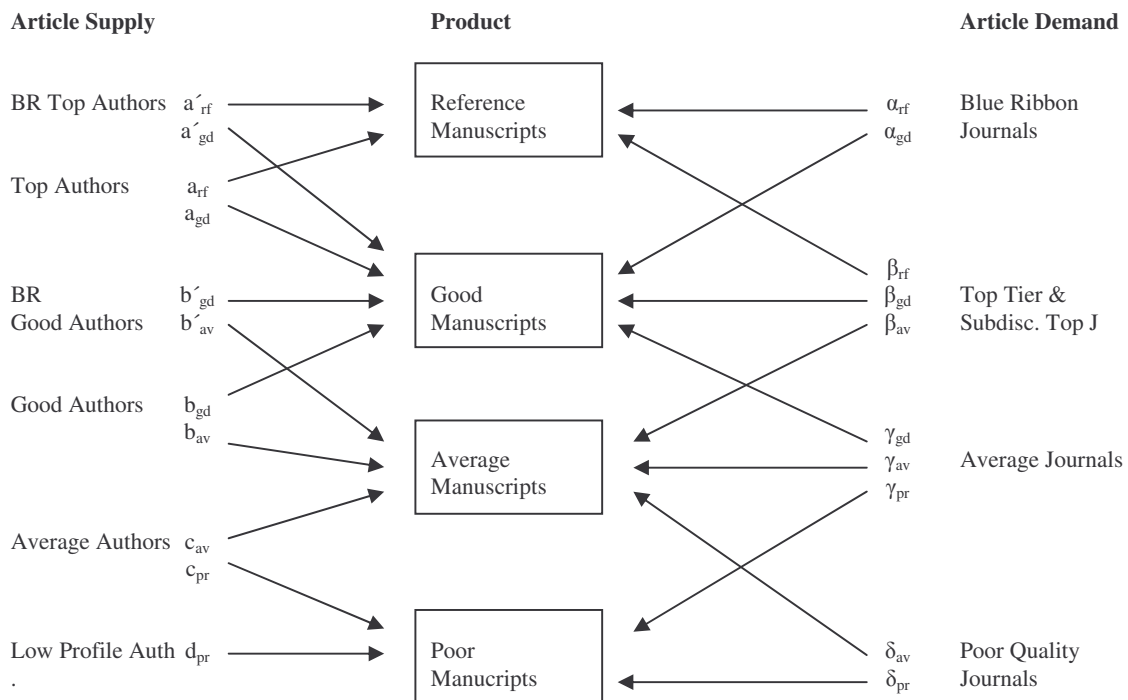 Article Supply Product Article Demand
BR Top Authors a´rf Reference αrf Blue Ribbon
a´gd Manuscripts αgd Journals
Top Authors arf
agd
βrf
BR b´gd Good βgd Top Tier &
Good Authors b´av Manuscripts βav Subdisc. Top J
Good Authors bgd
bav
γgd
Average γav Average Journals
Manuscripts γpr
Average Authors cav
cpr
Low Profile Auth dpr Poor δav Poor Quality
. Manucripts δpr Journals